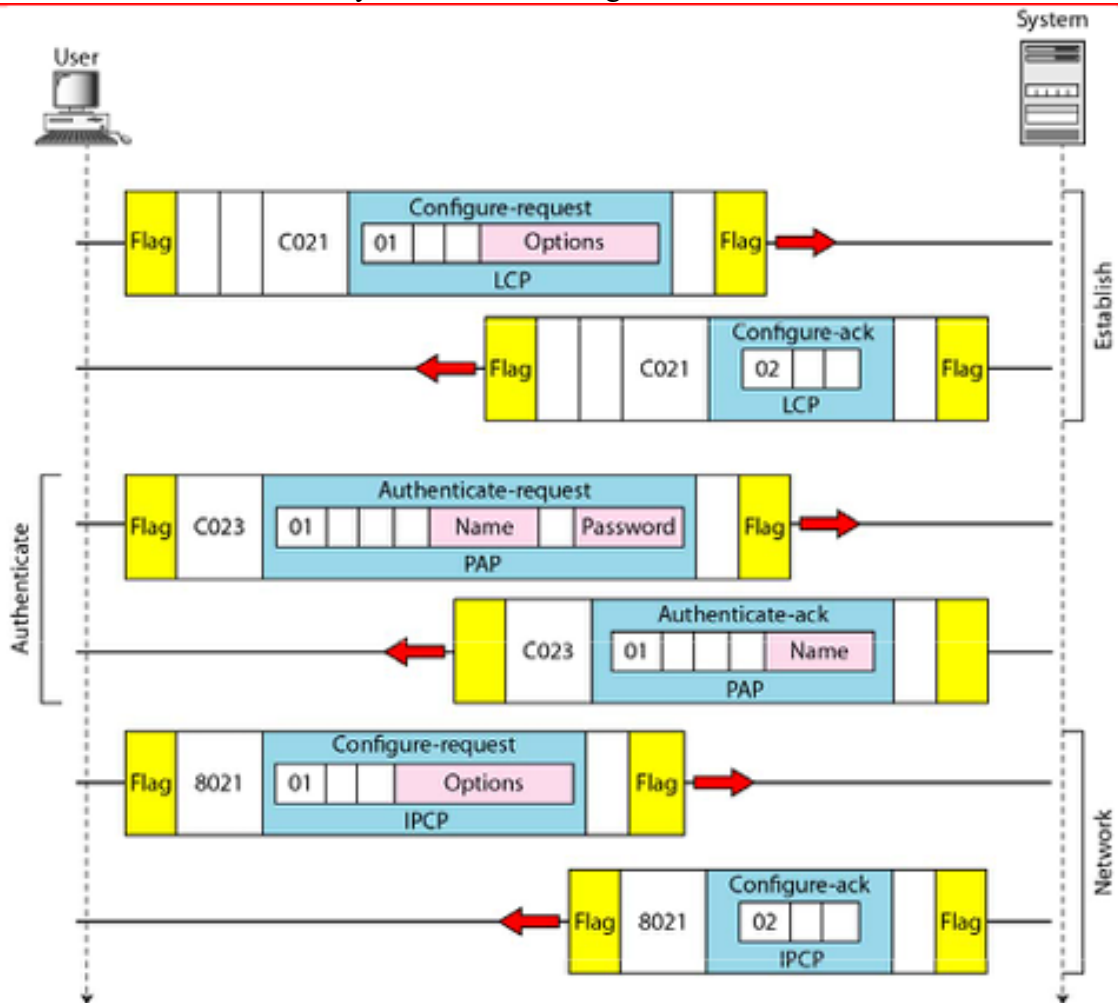 System
User
Configure-request
Flag C021 01 Options Flag
LCP
Configure-ack
Flag C021 02 Flag
LCP
Establish
Authenticate-request
Flag C023 01 Name Password Flag
PAP
Authenticate-ack
C023 01 Name
PAP
Authenticate
Configure-request
Flag 8021 01 Options Flag
IPCP
Configure-ack
Flag 8021 02 Flag
IPCP
Network